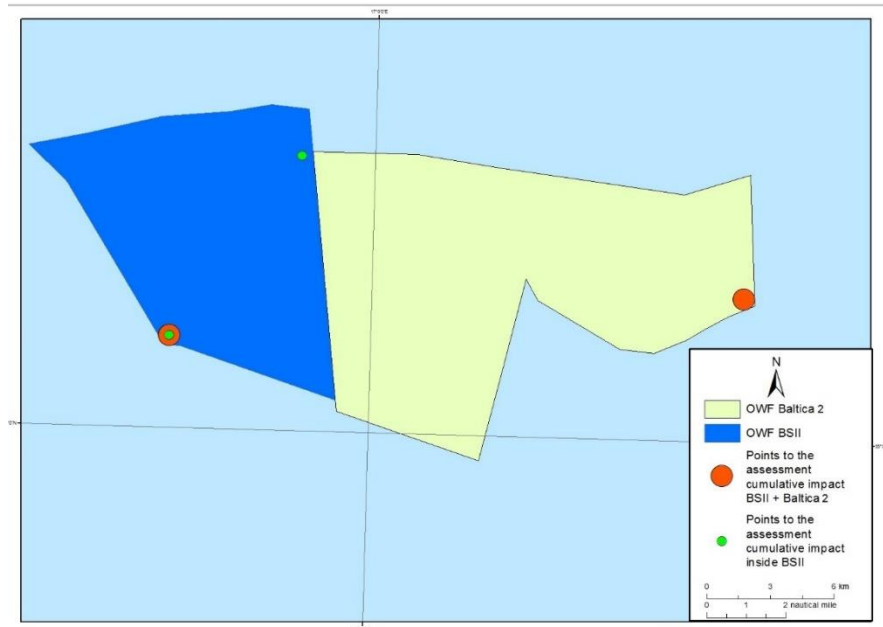 N
OWF Baltica 2
OWF BSII
Points to the
assessment
cumulative impact
BSII + Baltica 2
Points to the
assessment
cumulative impact
inside BSII
0 3 6 km
0 1 2 nautical mile